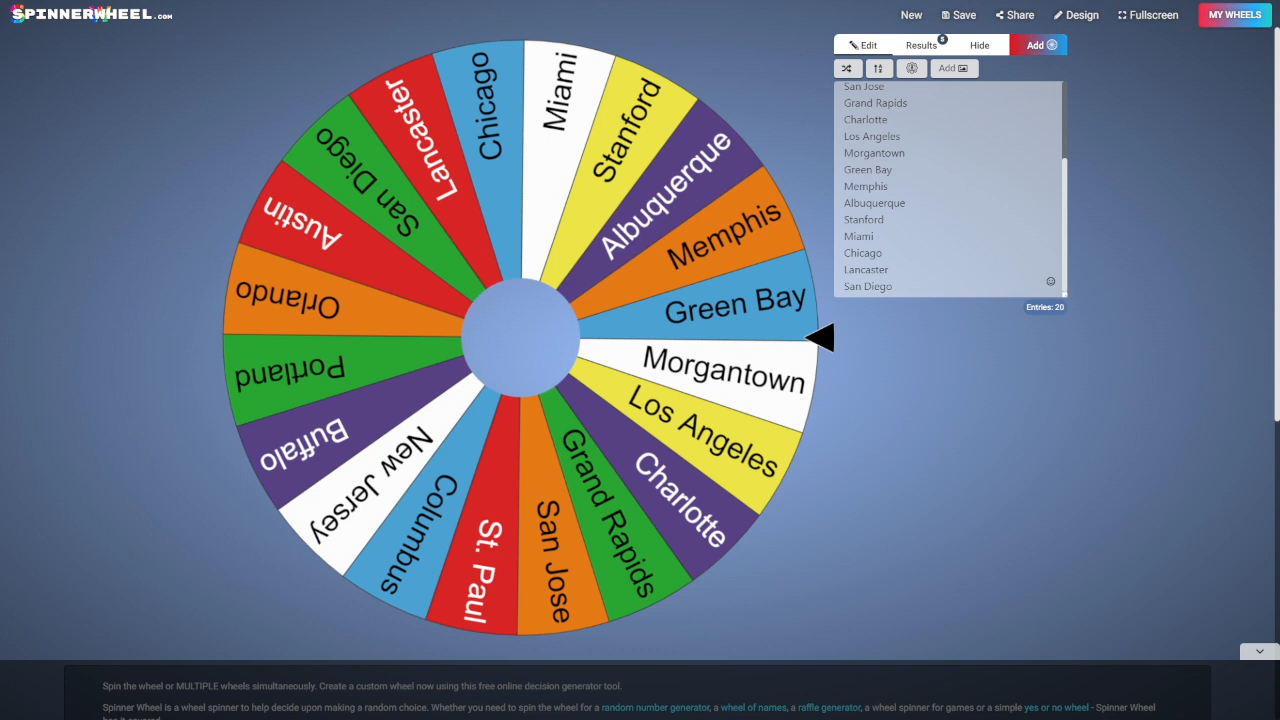 SPINNERWHEEL.COM
New
Save
Share
Design
Fullscreen
MY WHEELS
Edit
Results
5
Hide
Add
Add
San Jose
Grand Rapids
Charlotte
Los Angeles
Morgantown
Green Bay
Memphis
Albuquerque
Stanford
Miami
Chicago
Lancaster
San Diego
Entries: 20
Miami
Stanford
Albuquerque
Memphis
Green Bay
Morgantown
Los Angeles
Charlotte
Grand Rapids
San Jose
St. Paul
Columbus
New Jersey
Buffalo
Portland
Orlando
Austin
San Diego
Lancaster
Chicago
Spin the wheel or MULTIPLE wheels simultaneously. Create a custom wheel now using this free online decision generator tool.
Spinner Wheel is a wheel spinner to help decide upon making a random choice. Whether you need to spin the wheel for a random number generator, a wheel of names, a raffle generator, a wheel spinner for games or a simple yes or no wheel - Spinner Wheel
has it covered